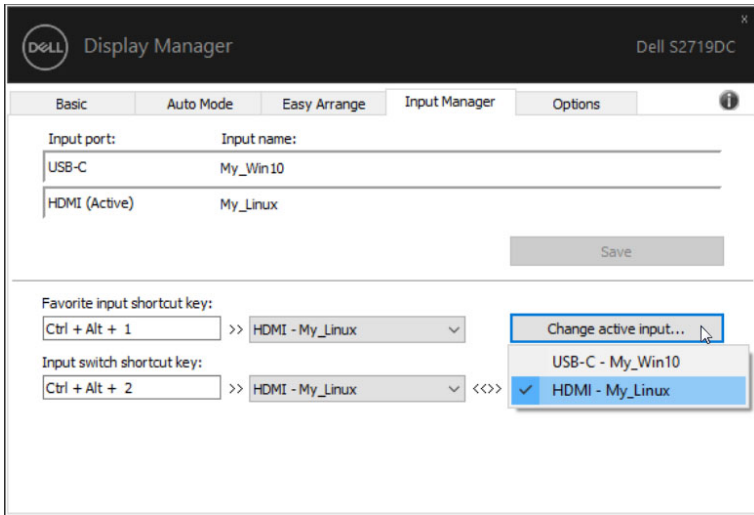 x
DELL Display Manager Dell S2719DC
Basic Auto Mode Easy Arrange Input Manager Options i
Input port: Input name:
USB-C My_Win10
HDMI (Active) My_Linux
Save
Favorite input shortcut key:
Ctrl + Alt + 1 >> HDMI - My_Linux Change active input...
Input switch shortcut key: USB-C - My_Win10
Ctrl + Alt + 2 >> HDMI - My_Linux <<>> HDMI - My_Linux